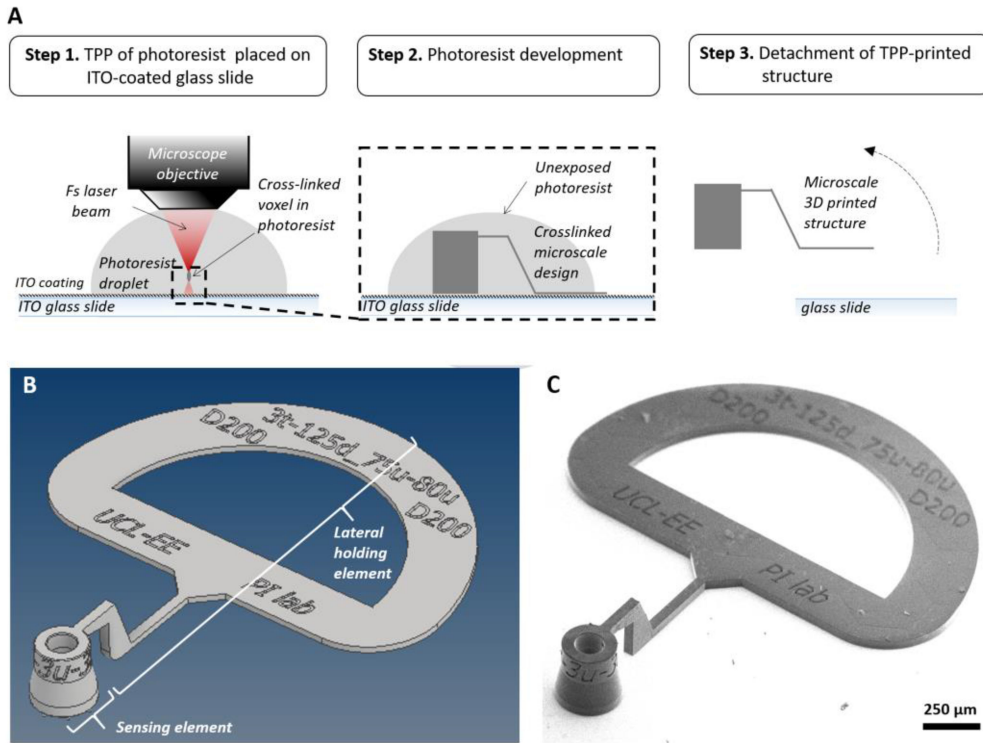 A
Step 1. TPP of photoresist placed on
ITO-coated glass slide
Step 2. Photoresist development
Step 3. Detachment of TPP-printed
structure
Microscope
objective
Fs laser
beam
Cross-linked
voxel in
photoresist
Photoresist
droplet
ITO coating
ITO glass slide
Unexposed
photoresist
Crosslinked
microscale
design
ITO glass slide
Microscale
3D printed
structure
glass slide
B
3t-125d_75u-80u
D200
D200
UCL-EE
PI lab
Lateral
holding
element
3u-3
Sensing element
C
3t-125d_75u-80u
D200
D200
UCL-EE
PI lab
3u-3
250 µm